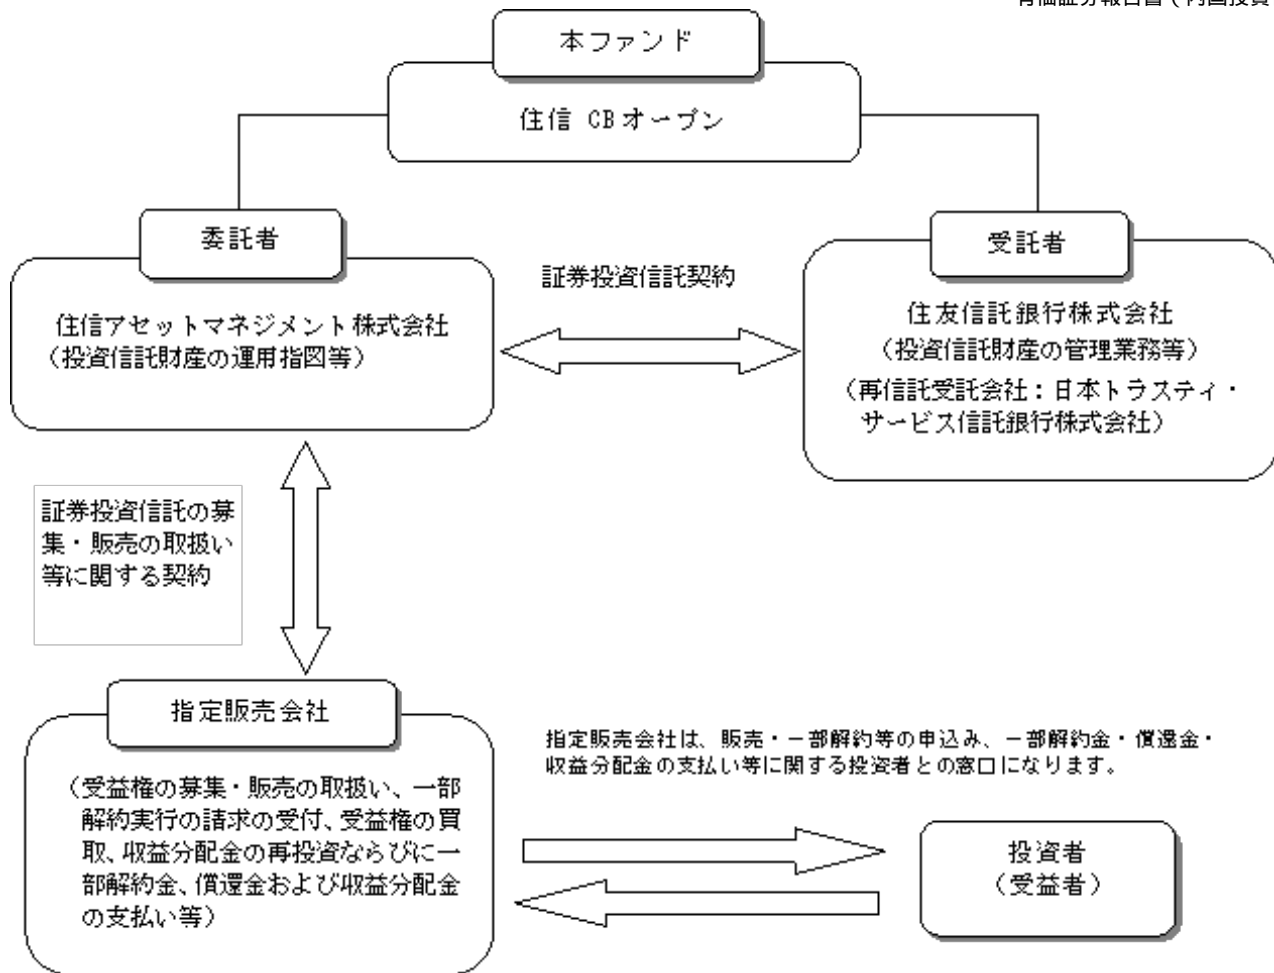 有価証券報告書（内国投資
本ファンド
住信 CBオープン
委託者
住信アセットマネジメント株式会社
（投資信託財産の運用指図等）
証券投資信託契約
受託者
住友信託銀行株式会社
（投資信託財産の管理業務等）
（再信託受託会社：日本トラスティ・
サービス信託銀行株式会社）
証券投資信託の募
集・販売の取扱い
等に関する契約
指定販売会社
（受益権の募集・販売の取扱い、一部
解約実行の請求の受付、受益権の買
取、収益分配金の再投資ならびに一
部解約金、償還金および収益分配金
の支払い等）
指定販売会社は、販売・一部解約等の申込み、一部解約金・償還金・
収益分配金の支払い等に関する投資者との窓口になります。
投資者
（受益者）